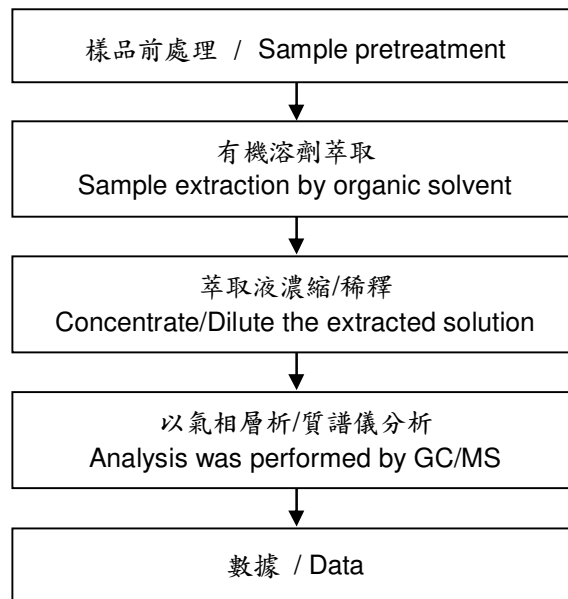 樣品前處理 / Sample pretreatment
有機溶劑萃取
Sample extraction by organic solvent
萃取液濃縮/稀釋
Concentrate/Dilute the extracted solution
以氣相層析/質譜儀分析
Analysis was performed by GC/MS
數據 / Data